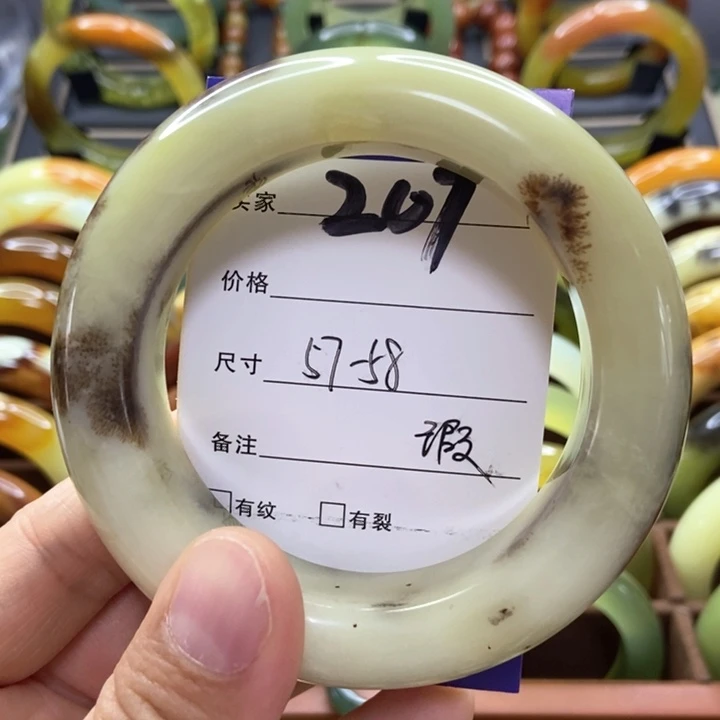 家 207
价格
尺寸 57-58
备注 瑕
□有纹 □有裂